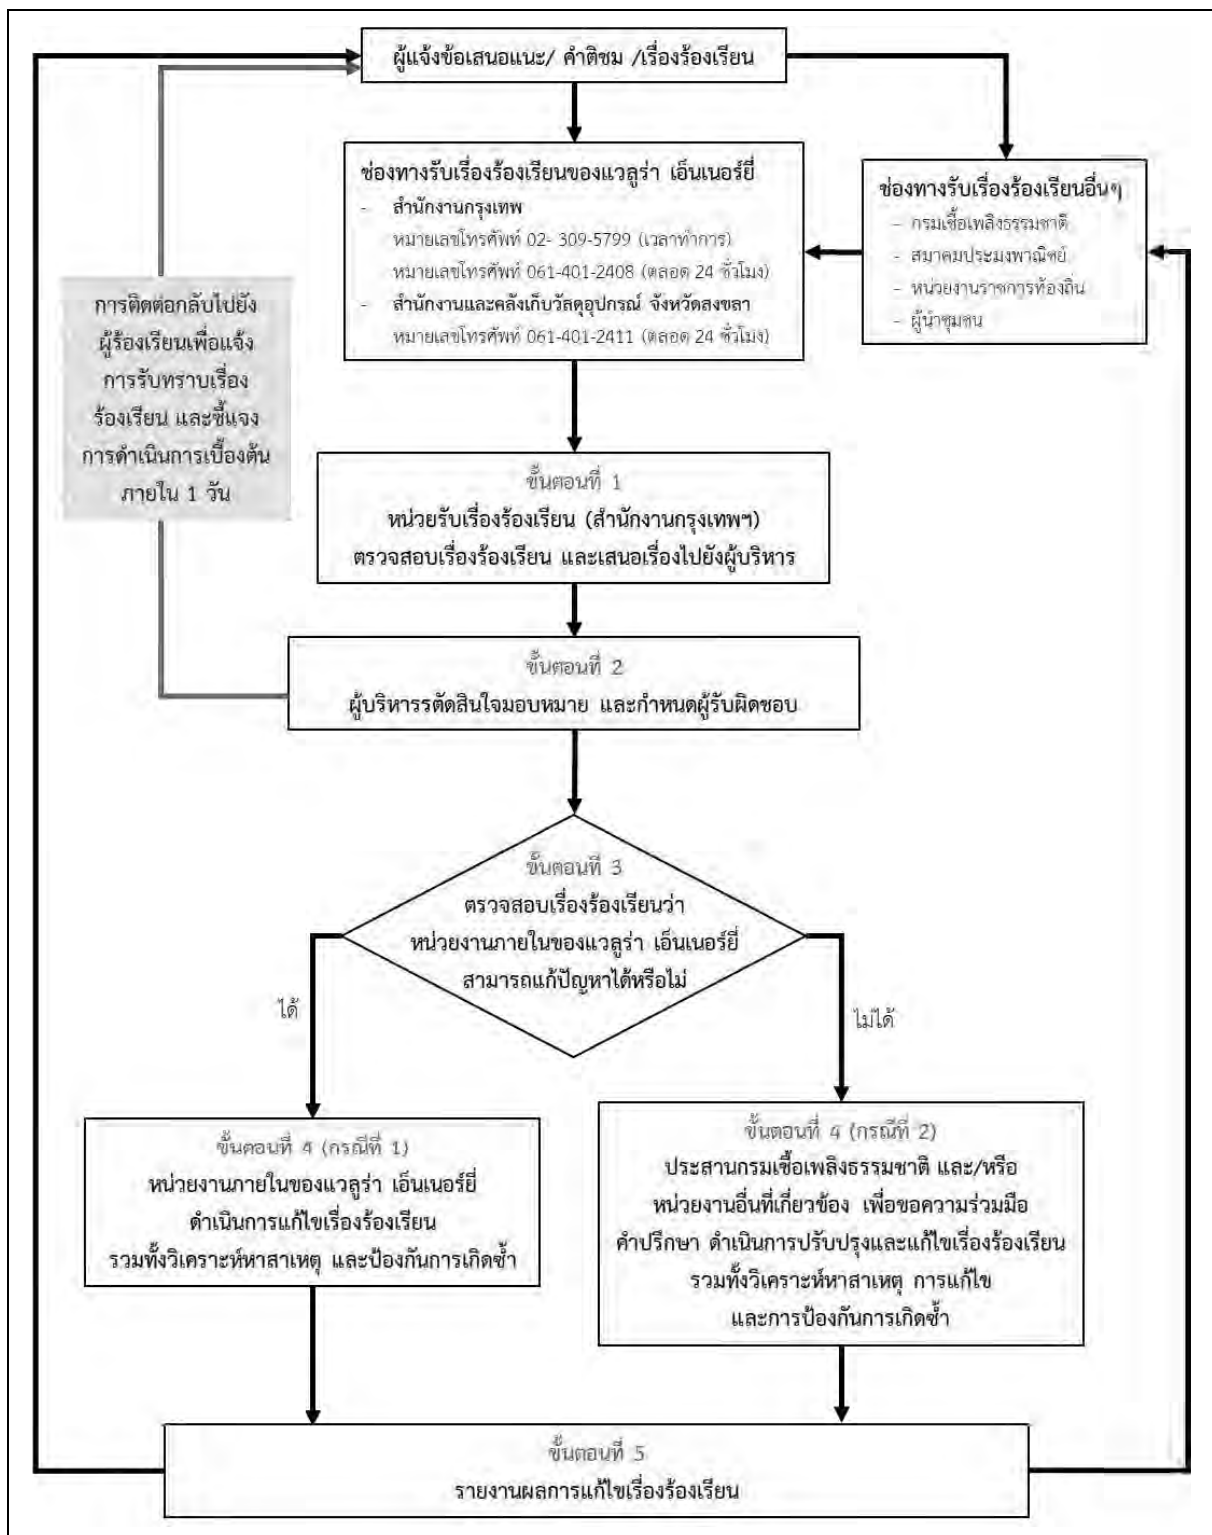 ผู้แจ้งข้อเสนอแนะ/ คำติชม /เรื่องร้องเรียน
ช่องทางรับเรื่องร้องเรียนของแวลูร่า เอ็นเนอร์ยี่
- สำนักงานกรุงเทพ
หมายเลขโทรศัพท์ 02- 309-5799 (เวลาทำการ)
หมายเลขโทรศัพท์ 061-401-2408 (ตลอด 24 ชั่วโมง)
- สำนักงานและคลังเก็บวัสดุอุปกรณ์ จังหวัดสงขลา
หมายเลขโทรศัพท์ 061-401-2411 (ตลอด 24 ชั่วโมง)
ช่องทางรับเรื่องร้องเรียนอื่นๆ
- กรมเชื้อเพลิงธรรมชาติ
- สมาคมประมงพาณิชย์
- หน่วยงานราชการท้องถิ่น
- ผู้นำชุมชน
การติดต่อกลับไปยัง
ผู้ร้องเรียนเพื่อแจ้ง
การรับทราบเรื่อง
ร้องเรียน และชี้แจง
การดำเนินการเบื้องต้น
ภายใน 1 วัน
ขั้นตอนที่ 1
หน่วยรับเรื่องร้องเรียน (สำนักงานกรุงเทพฯ)
ตรวจสอบเรื่องร้องเรียน และเสนอเรื่องไปยังผู้บริหาร
ขั้นตอนที่ 2
ผู้บริหารรตัดสินใจมอบหมาย และกำหนดผู้รับผิดชอบ
ขั้นตอนที่ 3
ตรวจสอบเรื่องร้องเรียนว่า
หน่วยงานภายในของแวลูร่า เอ็นเนอร์ยี่
สามารถแก้ปัญหาได้หรือไม่
ได้
ไม่ได้
ขั้นตอนที่ 4 (กรณีที่ 1)
หน่วยงานภายในของแวลูร่า เอ็นเนอร์ยี่
ดำเนินการแก้ไขเรื่องร้องเรียน
รวมทั้งวิเคราะห์หาสาเหตุ และป้องกันการเกิดซ้ำ
ขั้นตอนที่ 4 (กรณีที่ 2)
ประสานกรมเชื้อเพลิงธรรมชาติ และ/หรือ
หน่วยงานอื่นที่เกี่ยวข้อง เพื่อขอความร่วมมือ
คำปรึกษา ดำเนินการปรับปรุงและแก้ไขเรื่องร้องเรียน
รวมทั้งวิเคราะห์หาสาเหตุ การแก้ไข
และการป้องกันการเกิดซ้ำ
ขั้นตอนที่ 5
รายงานผลการแก้ไขเรื่องร้องเรียน